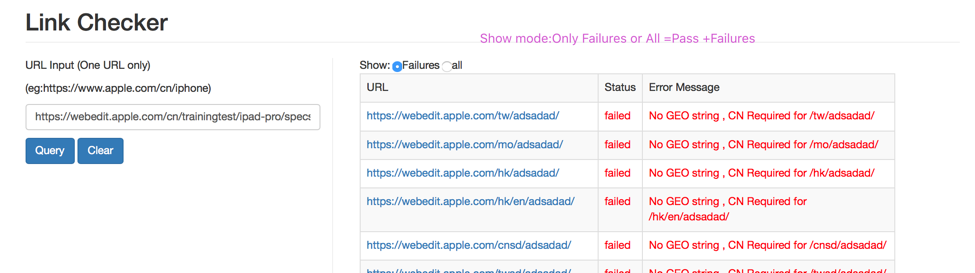 Link Checker
Show mode:Only Failures or All =Pass +Failures
URL Input (One URL only)
(eg:https://www.apple.com/cn/iphone)
https://webedit.apple.com/cn/trainingtest/ipad-pro/specs
Query Clear
Show: Failures all
URL Status Error Message
https://webedit.apple.com/tw/adsadad/ failed No GEO string , CN Required for /tw/adsadad/
https://webedit.apple.com/mo/adsadad/ failed No GEO string , CN Required for /mo/adsadad/
https://webedit.apple.com/hk/adsadad/ failed No GEO string , CN Required for /hk/adsadad/
https://webedit.apple.com/hk/en/adsadad/ failed No GEO string , CN Required for
/hk/en/adsadad/
https://webedit.apple.com/cnsd/adsadad/ failed No GEO string , CN Required for /cnsd/adsadad/